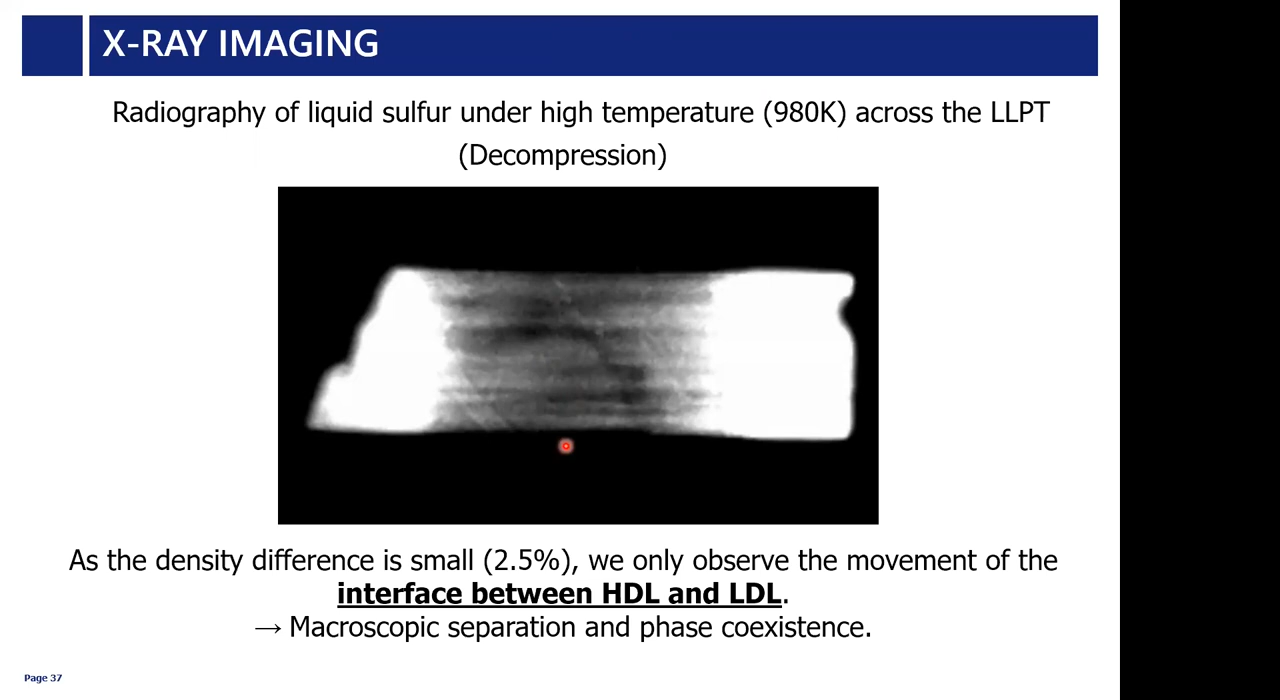 X-RAY IMAGING
Radiography of liquid sulfur under high temperature (980K) across the LLPT
(Decompression)
As the density difference is small (2.5%), we only observe the movement of the
interface between HDL and LDL.
→ Macroscopic separation and phase coexistence.
Page 37